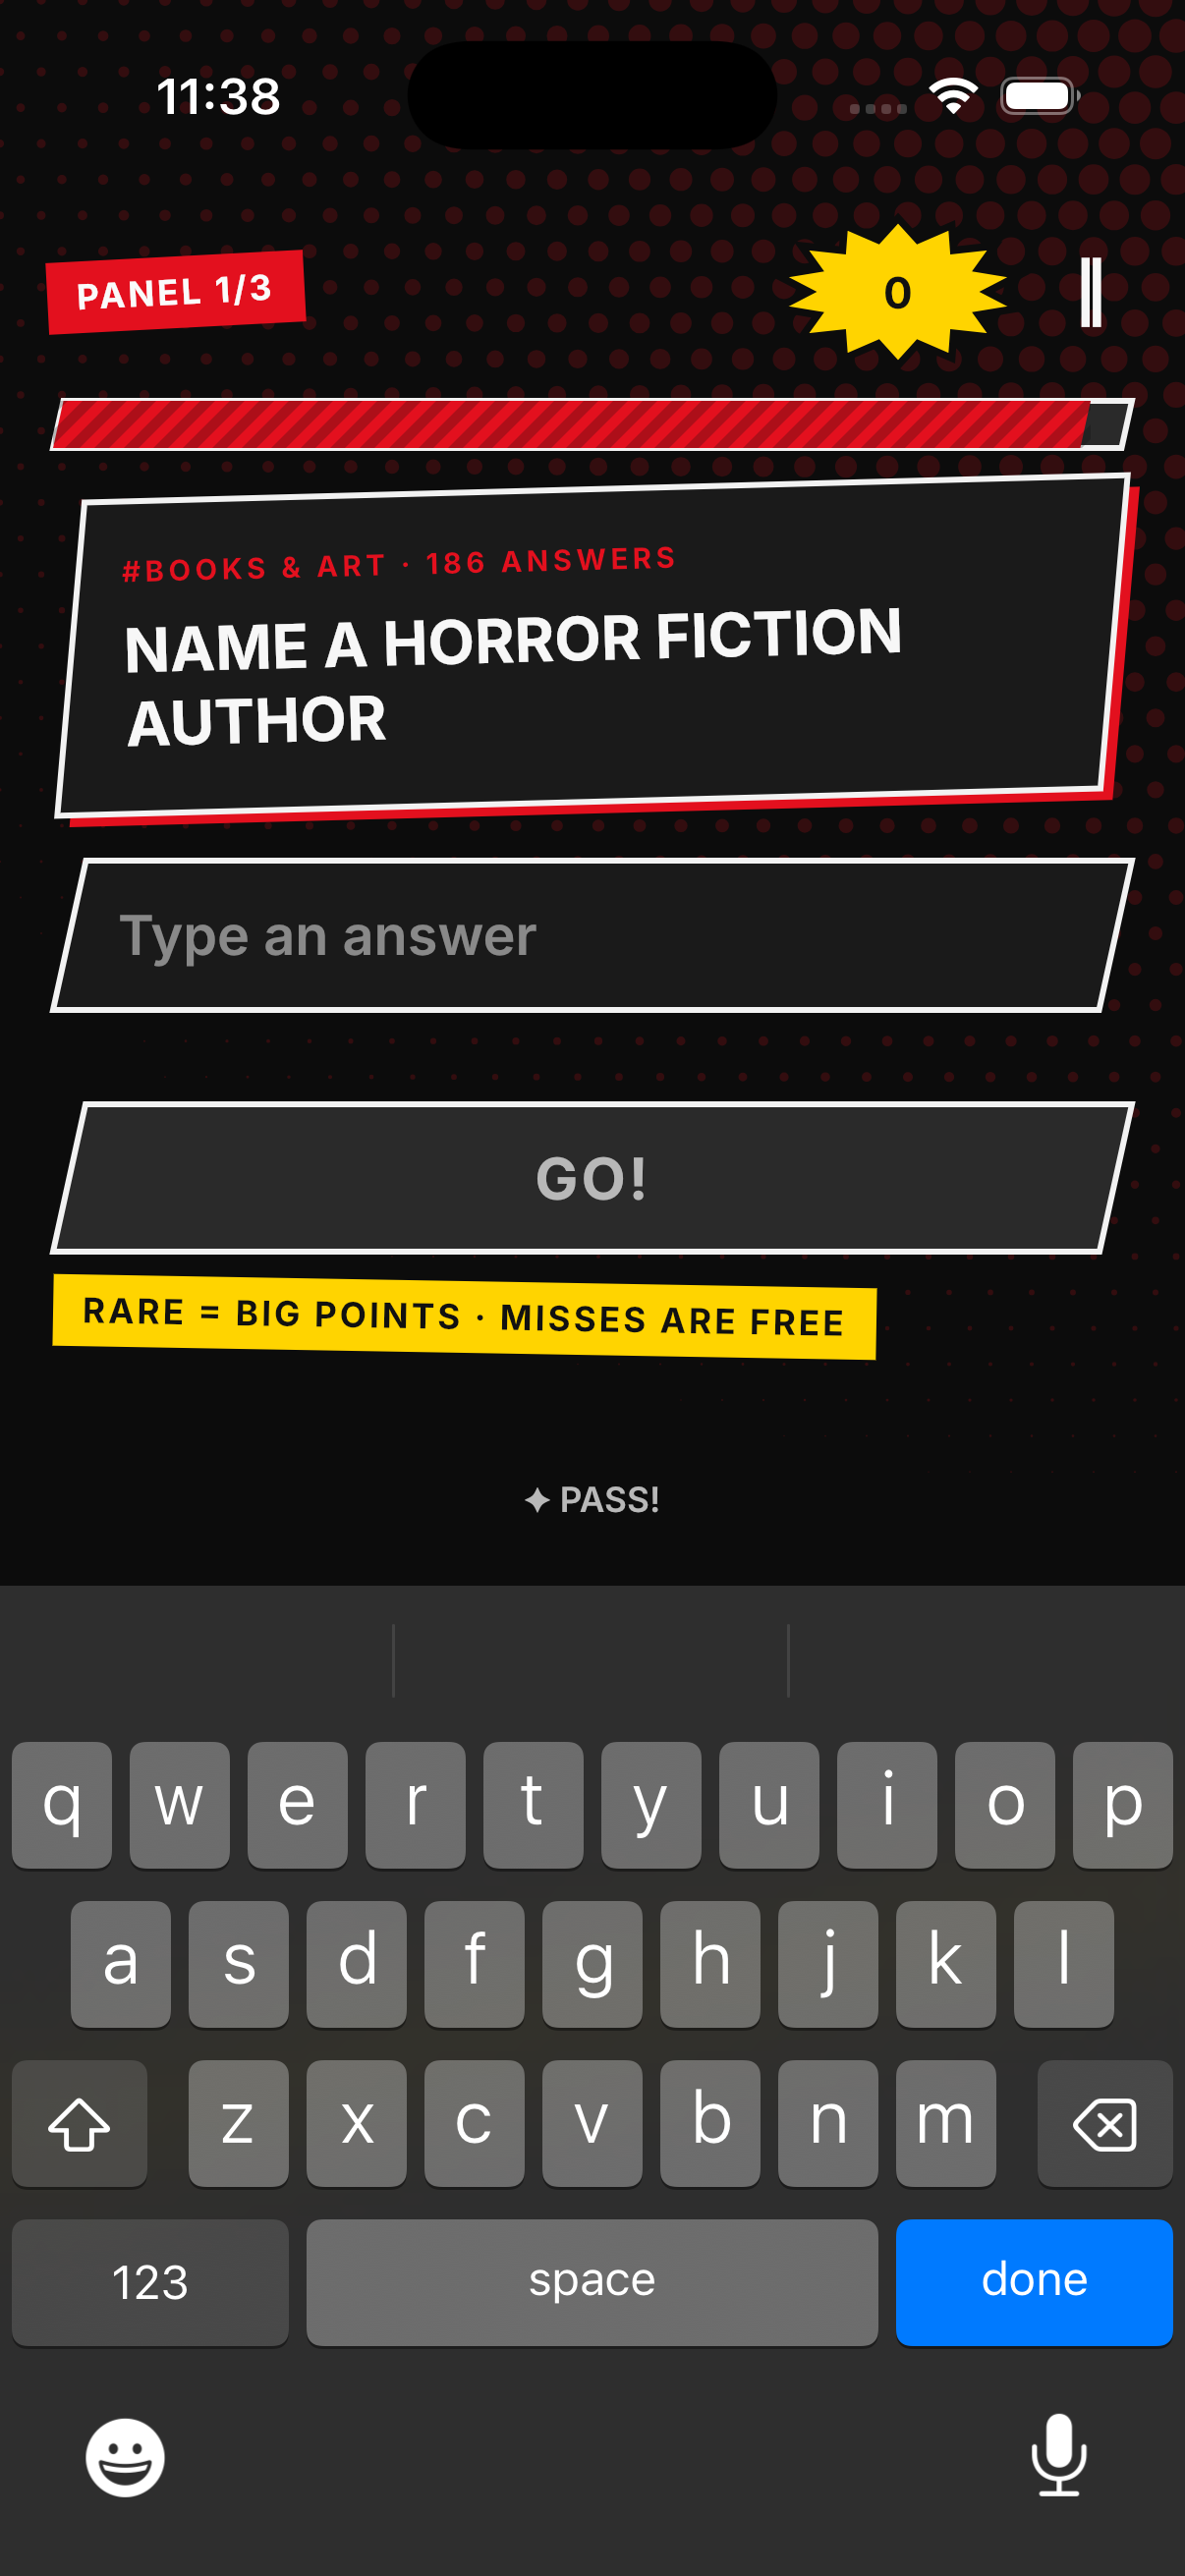 11:38
PANEL 1/3
0
#BOOKS & ART · 186 ANSWERS
NAME A HORROR FICTION
AUTHOR
Type an answer
GO!
RARE = BIG POINTS · MISSES ARE FREE
PASS!
q w e r t y u i o p
a s d f g h j k l
z x c v b n m
123 space done